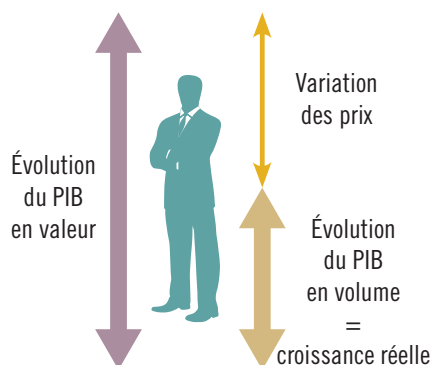 Évolution
du PIB
en valeur
Variation
des prix
Évolution
du PIB
en volume
=
croissance réelle